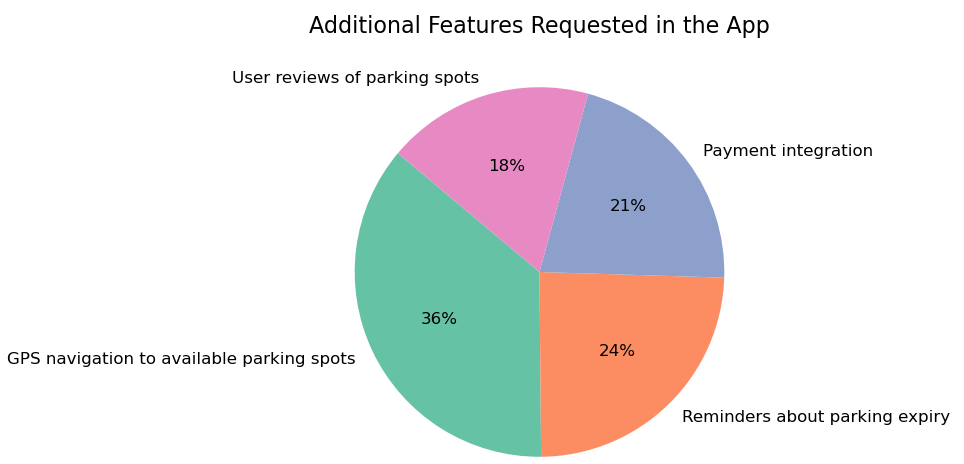 Additional Features Requested in the App
User reviews of parking spots
Payment integration
18%
21%
36%
24%
GPS navigation to available parking spots
Reminders about parking expiry